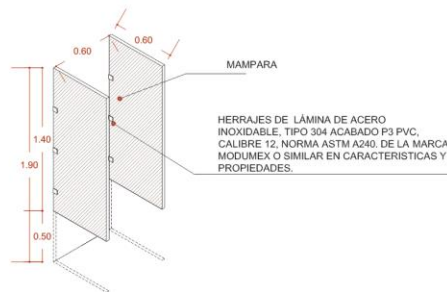 0.60
0.60
MAMPARA
HERRAJES DE LÁMINA DE ACERO
INOXIDABLE, TIPO 304 ACABADO P3 PVC,
CALIBRE 12, NORMA ASTM A240. DE LA MARCA
MODUMEX O SIMILAR EN CARACTERISTICAS Y
PROPIEDADES.
1.40
1.90
0.50